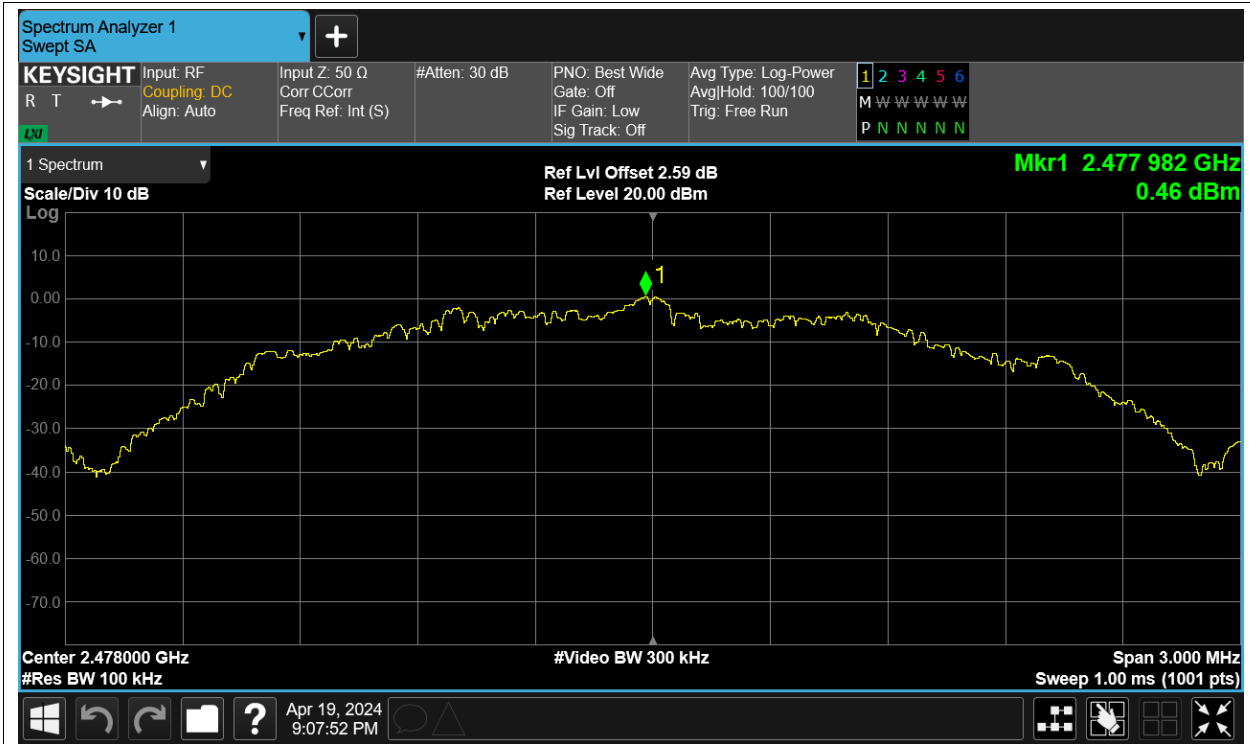 Spectrum Analyzer 1
Swept SA
KEYSIGHT
R T
LXI
Input: RF
Coupling: DC
Align: Auto
Input Z: 50 Ω
Corr CCorr
Freq Ref: Int (S)
#Atten: 30 dB
PNO: Best Wide
Gate: Off
IF Gain: Low
Sig Track: Off
Avg Type: Log-Power
Avg|Hold: 100/100
Trig: Free Run
1 2 3 4 5 6
M W W W W W W
P N N N N N N
1 Spectrum
Scale/Div 10 dB
Log
Ref Lvl Offset 2.59 dB
Ref Level 20.00 dBm
Mkr1 2.477 982 GHz
0.46 dBm
1
10.0
0.00
-10.0
-20.0
-30.0
-40.0
-50.0
-60.0
-70.0
Center 2.478000 GHz
#Res BW 100 kHz
#Video BW 300 kHz
Span 3.000 MHz
Sweep 1.00 ms (1001 pts)
?
Apr 19, 2024
9:07:52 PM